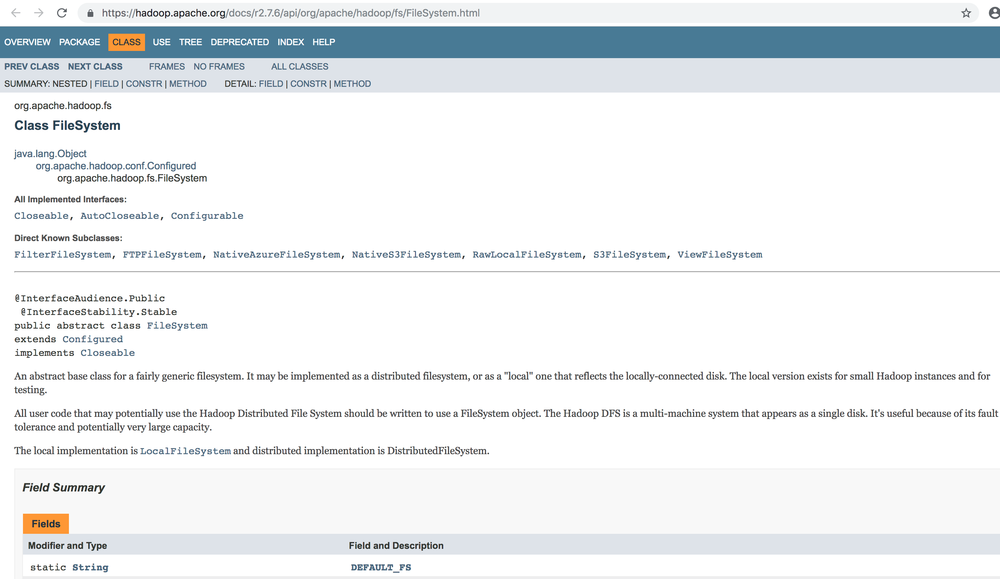 https://hadoop.apache.org/docs/r2.7.6/api/org/apache/hadoop/fs/FileSystem.html
OVERVIEW PACKAGE CLASS USE TREE DEPRECATED INDEX HELP
PREV CLASS NEXT CLASS FRAMES NO FRAMES ALL CLASSES
SUMMARY: NESTED | FIELD | CONSTR | METHOD DETAIL: FIELD | CONSTR | METHOD
org.apache.hadoop.fs
Class FileSystem
java.lang.Object
org.apache.hadoop.conf.Configured
org.apache.hadoop.fs.FileSystem
All Implemented Interfaces:
Closeable, AutoCloseable, Configurable
Direct Known Subclasses:
FilterFileSystem, FTPFileSystem, NativeAzureFileSystem, NativeS3FileSystem, RawLocalFileSystem, S3FileSystem, ViewFileSystem
@InterfaceAudience.Public
@InterfaceStability.Stable
public abstract class FileSystem
extends Configured
implements Closeable
An abstract base class for a fairly generic filesystem. It may be implemented as a distributed filesystem, or as a "local" one that reflects the locally-connected disk. The local version exists for small Hadoop instances and for
testing.
All user code that may potentially use the Hadoop Distributed File System should be written to use a FileSystem object. The Hadoop DFS is a multi-machine system that appears as a single disk. It's useful because of its fault
tolerance and potentially very large capacity.
The local implementation is LocalFileSystem and distributed implementation is DistributedFileSystem.
Field Summary
Fields
Modifier and Type Field and Description
static String DEFAULT_FS